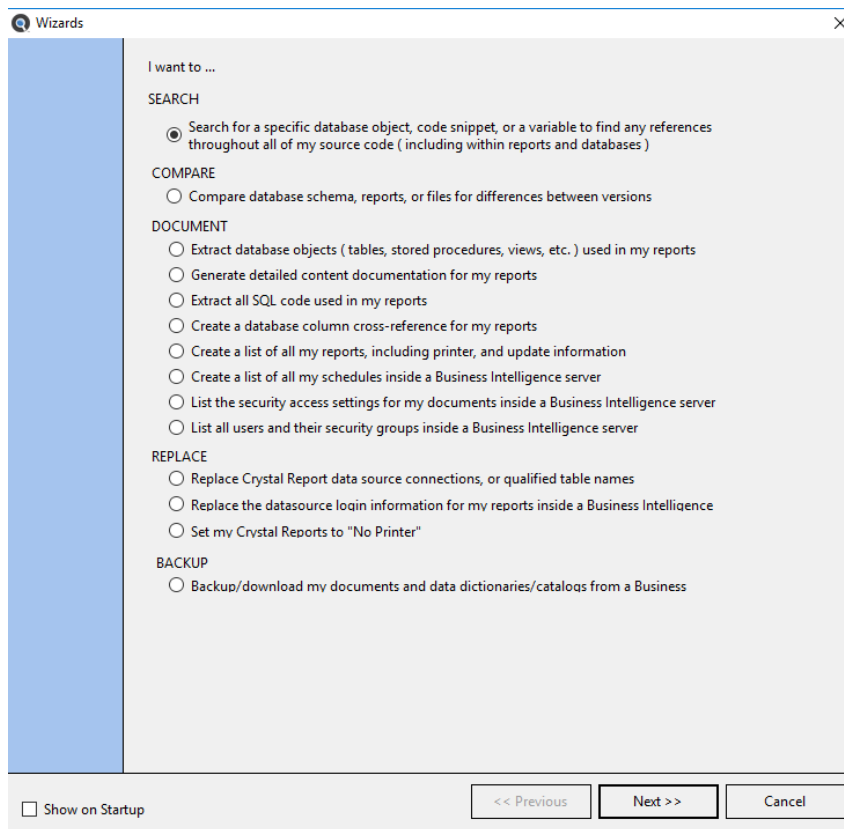 Wizards
I want to ...
SEARCH
Search for a specific database object, code snippet, or a variable to find any references
throughout all of my source code ( including within reports and databases )
COMPARE
Compare database schema, reports, or files for differences between versions
DOCUMENT
Extract database objects ( tables, stored procedures, views, etc. ) used in my reports
Generate detailed content documentation for my reports
Extract all SQL code used in my reports
Create a database column cross-reference for my reports
Create a list of all my reports, including printer, and update information
Create a list of all my schedules inside a Business Intelligence server
List the security access settings for my documents inside a Business Intelligence server
List all users and their security groups inside a Business Intelligence server
REPLACE
Replace Crystal Report data source connections, or qualified table names
Replace the datasource login information for my reports inside a Business Intelligence
Set my Crystal Reports to "No Printer"
BACKUP
Backup/download my documents and data dictionaries/catalogs from a Business
Show on Startup
<< Previous
Next >>
Cancel